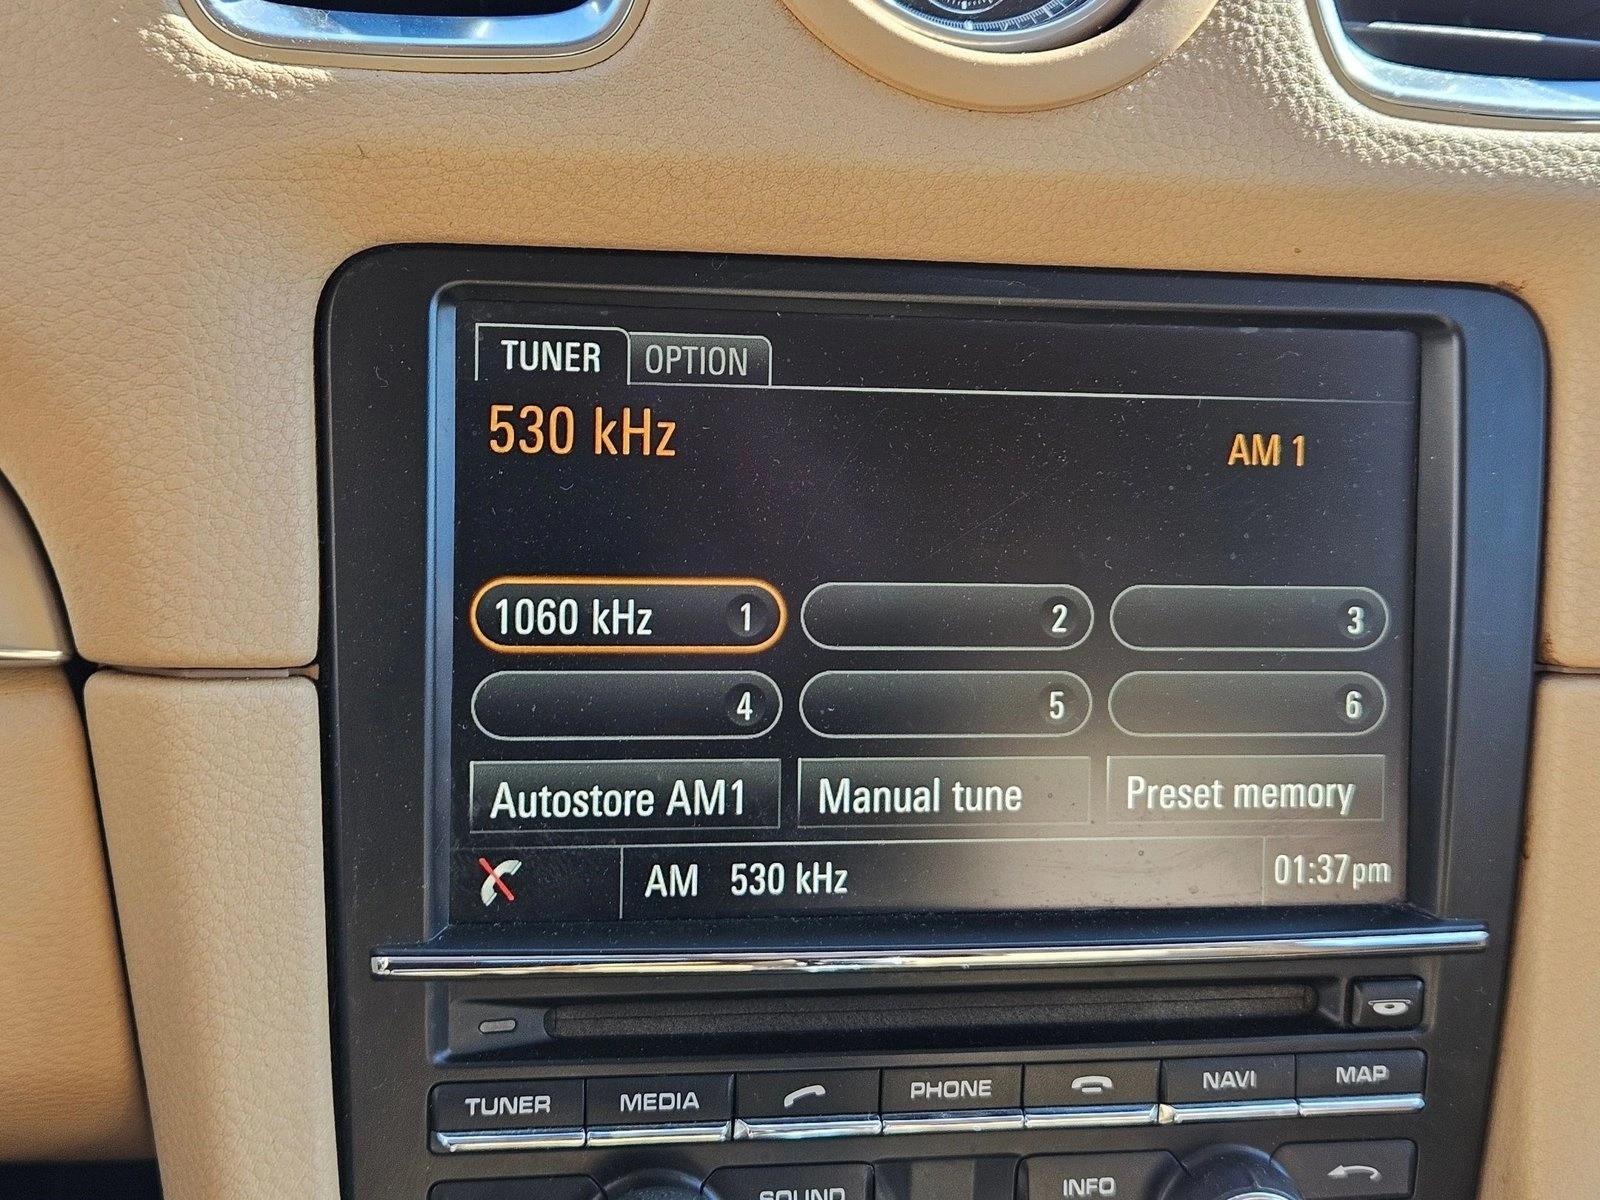 TUNER OPTION
530 kHz AM 1
1060 kHz 1 2 3
4 5 6
Autostore AM1 Manual tune Preset memory
AM 530 kHz 01:37pm
TUNER MEDIA PHONE NAVI MAP
SOUND INFO